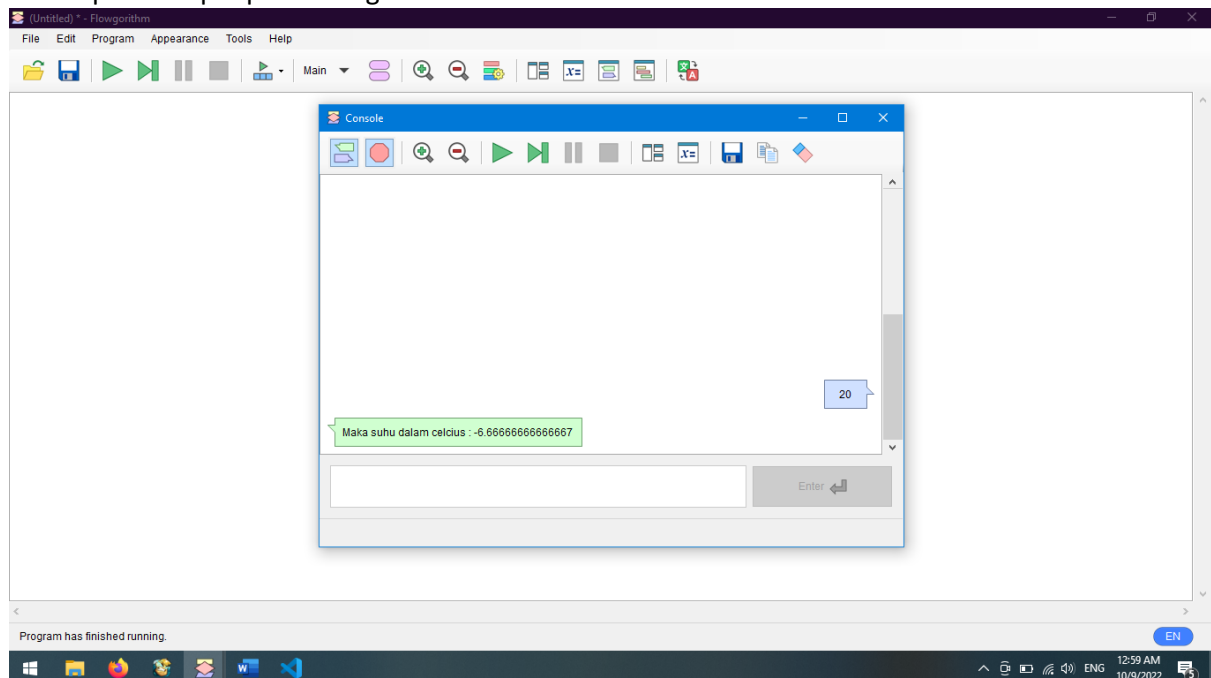 (Untitled) * - Flowgorithm
File Edit Program Appearance Tools Help
Main
Console
20
Maka suhu dalam celcius : -6.66666666666667
Enter
Program has finished running.
EN
ENG
12:59 AM
10/9/2022